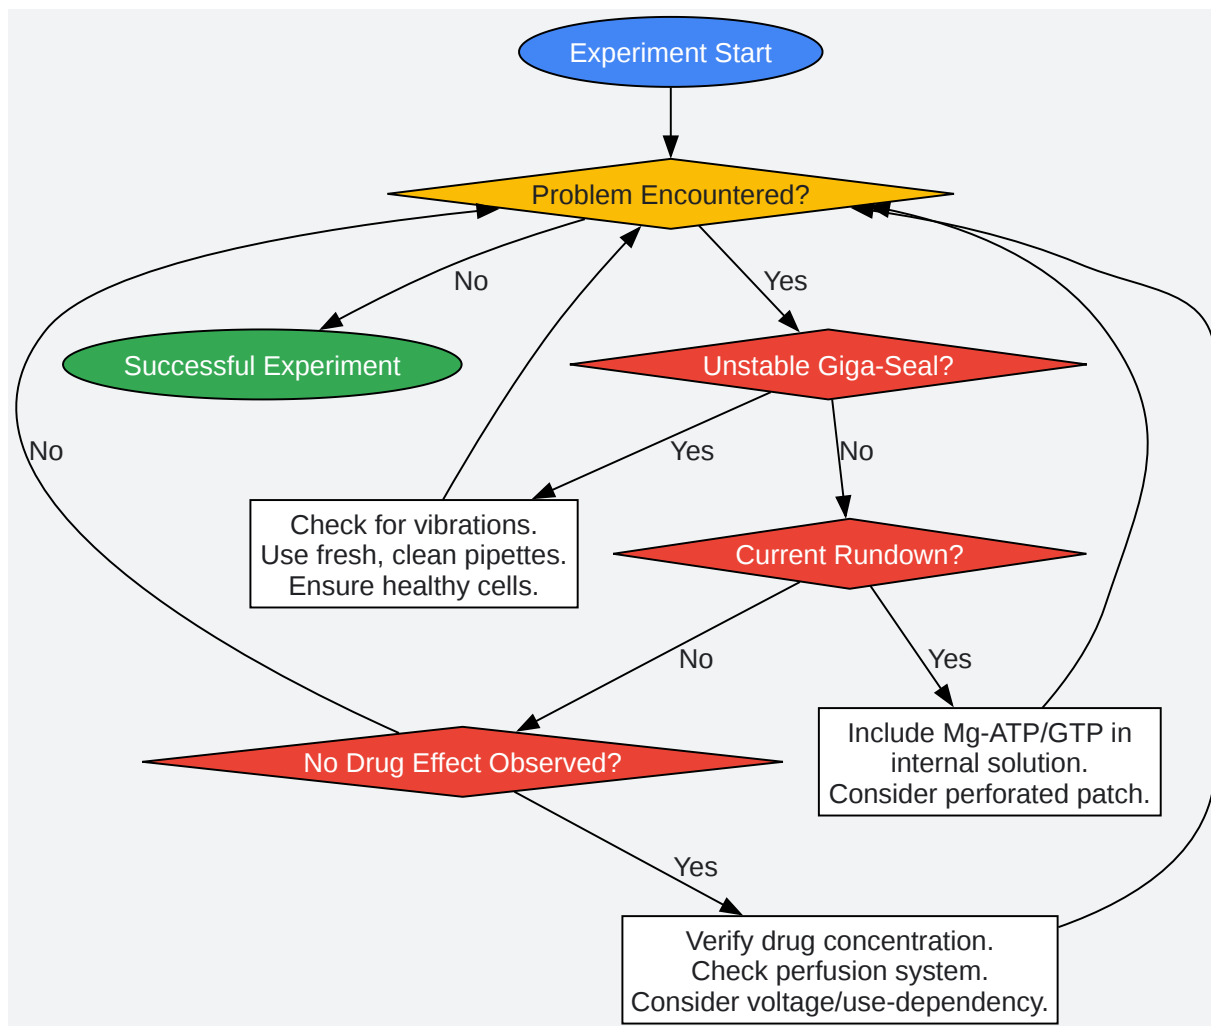 Experiment Start
Problem Encountered?
No
Yes
Successful Experiment
Unstable Giga-Seal?
No
Yes
No
Check for vibrations.
Use fresh, clean pipettes.
Ensure healthy cells.
Current Rundown?
No
Yes
Include Mg-ATP/GTP in
internal solution.
Consider perforated patch.
No Drug Effect Observed?
Yes
Verify drug concentration.
Check perfusion system.
Consider voltage/use-dependency.